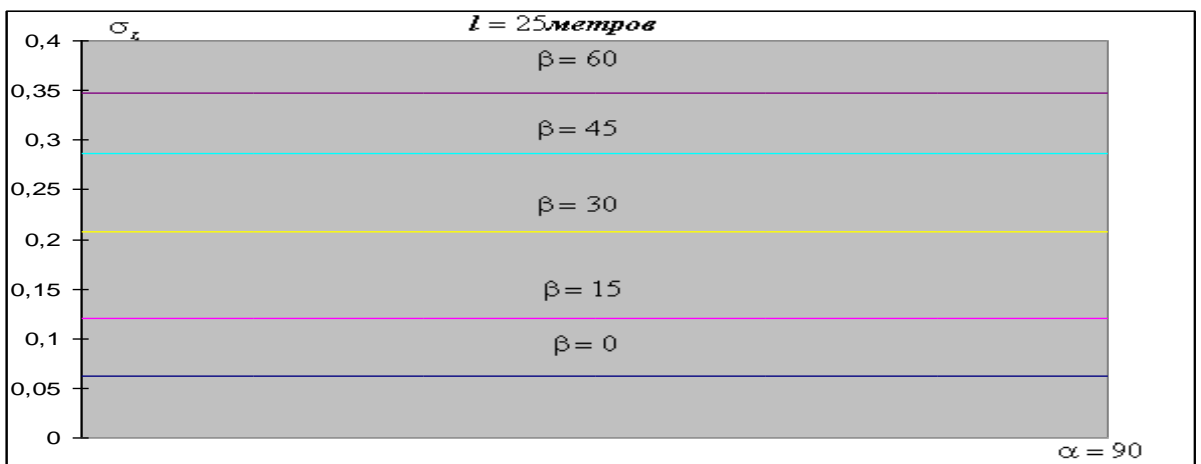 σL
l = 25метров
0,4
β = 60
0,35
β = 45
0,3
0,25
β = 30
0,2
0,15
β = 15
0,1
β = 0
0,05
0
α = 90